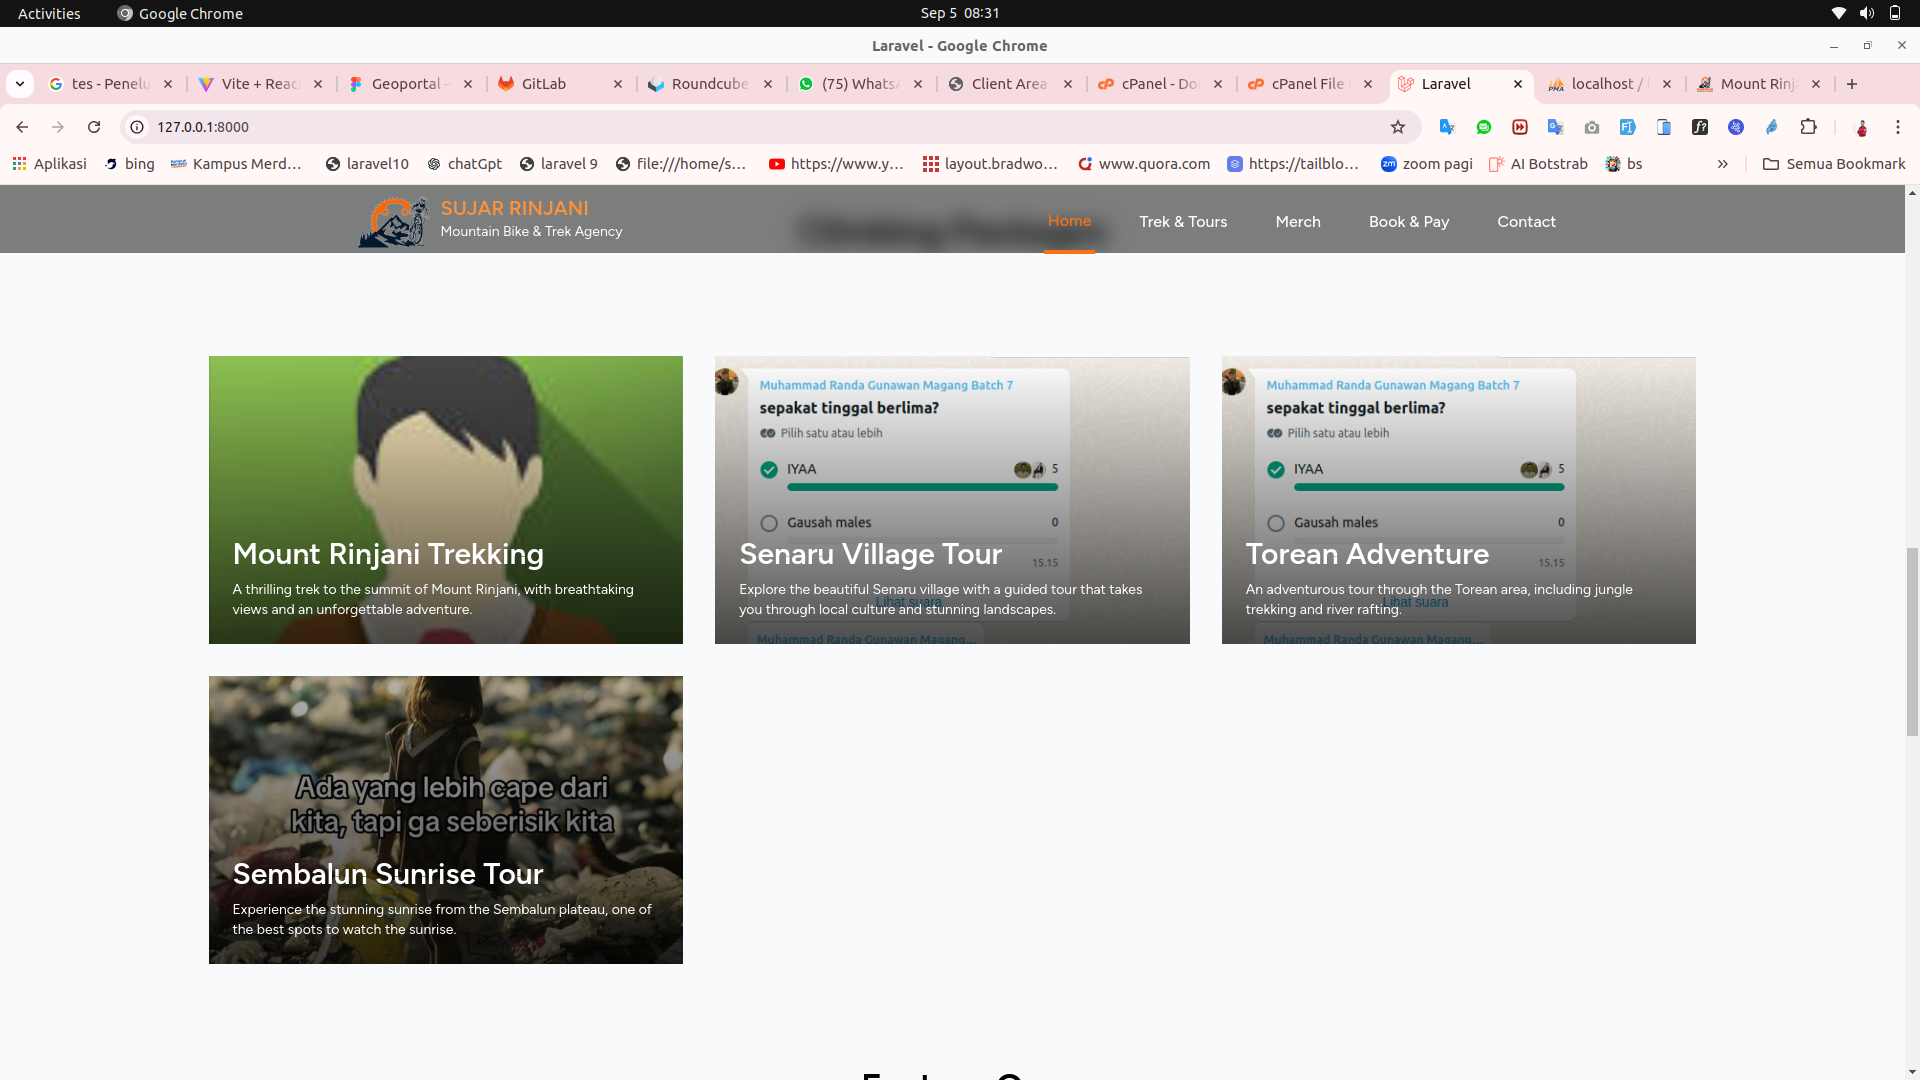 Activities
Google Chrome
Sep 5 08:31
Laravel - Google Chrome
tes - Penelu
Vite + Reac
Geoportal -
GitLab
Roundcube
(75) Whats
Client Area
cPanel - Do
cPanel File
Laravel
localhost /
Mount Rinj
127.0.0.1:8000
Aplikasi
bing
Kampus Merd...
laravel10
chatGpt
laravel 9
file:///home/s...
https://www.y...
layout.bradwo...
www.quora.com
https://tailblo...
zoom pagi
AI Botstrab
bs
Semua Bookmark
SUJAR RINJANI
Mountain Bike & Trek Agency
Home
Trek & Tours
Merch
Book & Pay
Contact
Mount Rinjani Trekking
A thrilling trek to the summit of Mount Rinjani, with breathtaking
views and an unforgettable adventure.
Muhammad Randa Gunawan Magang Batch 7
sepakat tinggal berlima?
Pilih satu atau lebih
IYAA
5
Gausah males
0
Senaru Village Tour
15.15
Explore the beautiful Senaru village with a guided tour that takes
Lihat suara
you through local culture and stunning landscapes.
Muhammad Randa Gunawan Magang...
Muhammad Randa Gunawan Magang Batch 7
sepakat tinggal berlima?
Pilih satu atau lebih
IYAA
5
Gausah males
0
Torean Adventure
15.15
An adventurous tour through the Torean area, including jungle
Lihat suara
trekking and river rafting.
Muhammad Randa Gunawan Magang...
Ada yang lebih cape dari
kita, tapi ga seberisik kita
Sembalun Sunrise Tour
Experience the stunning sunrise from the Sembalun plateau, one of
the best spots to watch the sunrise.